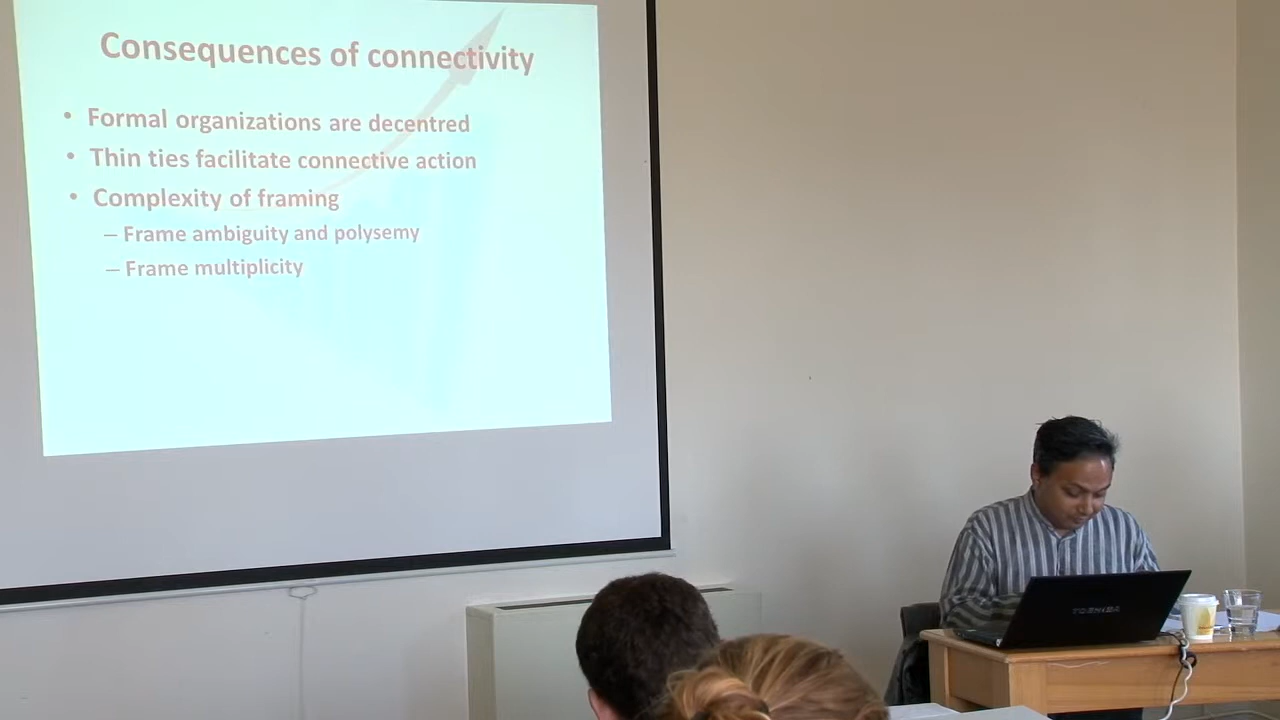 Consequences of connectivity
• Formal organizations are decentred
• Thin ties facilitate connective action
• Complexity of framing
– Frame ambiguity and polysemy
– Frame multiplicity
TOSHIBA